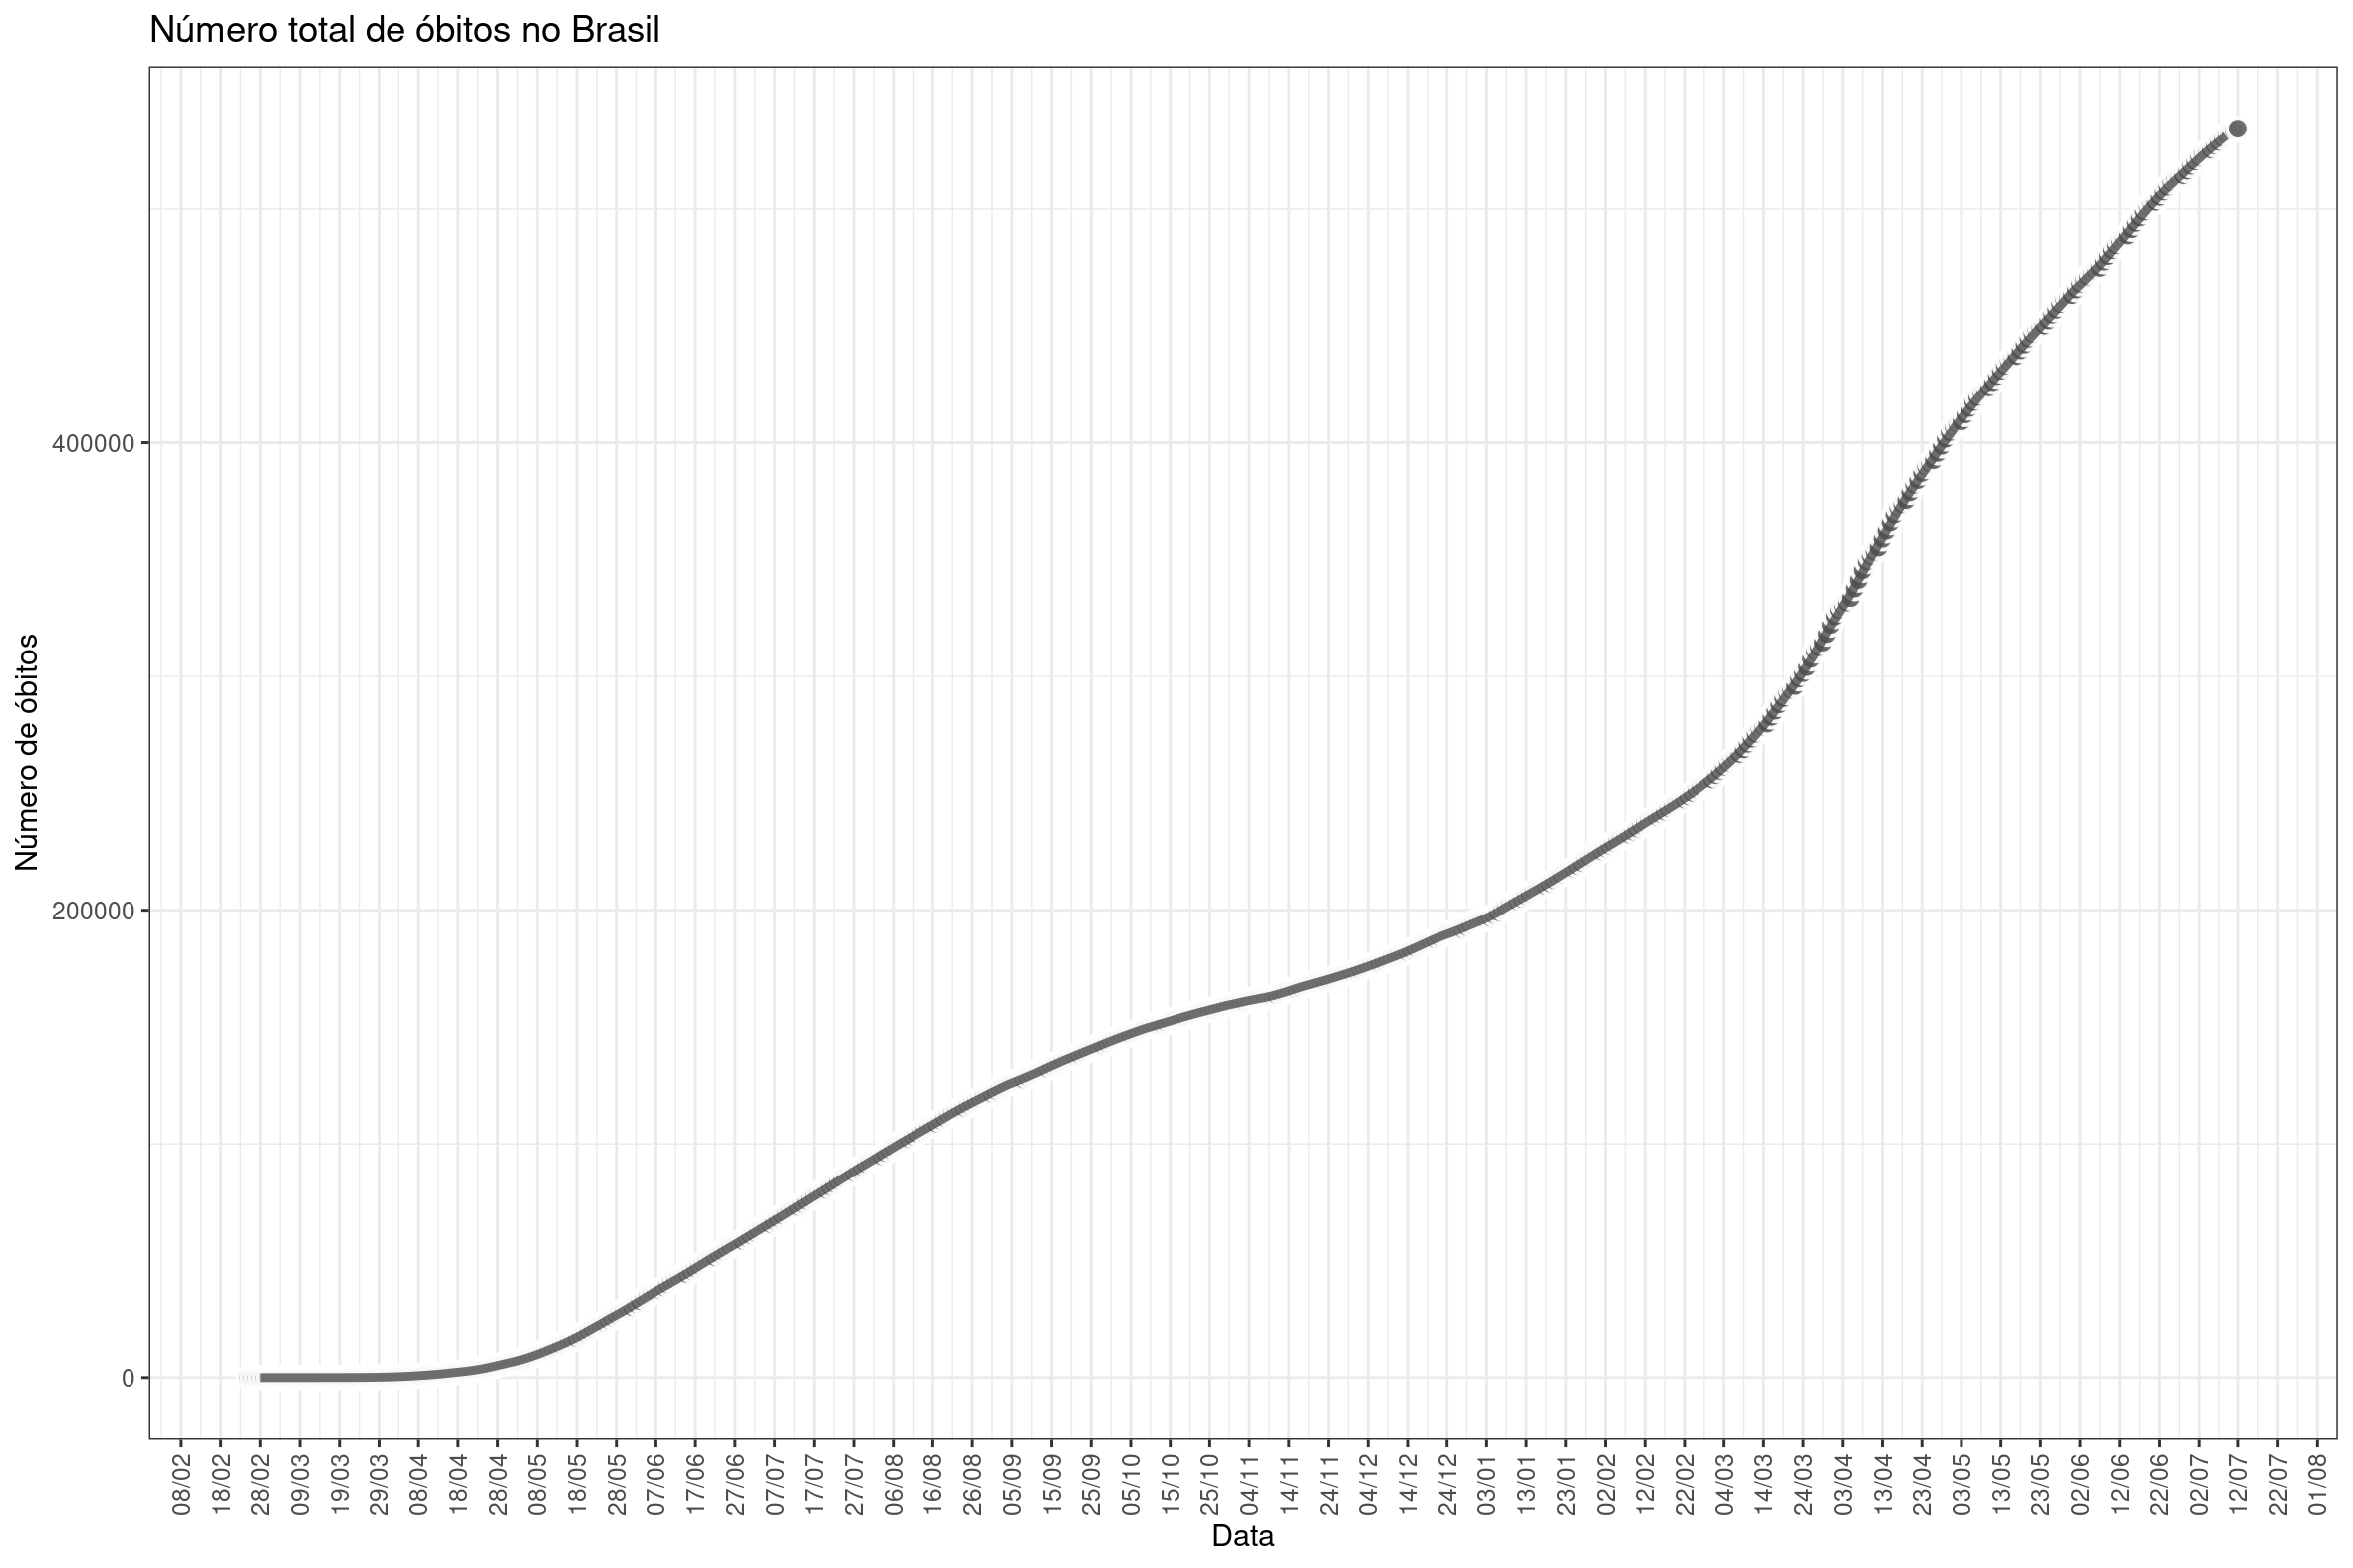 Número total de óbitos no Brasil
Número de óbitos
400000
200000
0
08/02 18/02 28/02 09/03 19/03 29/03 08/04 18/04 28/04 08/05 18/05 28/05 07/06 17/06 27/06 07/07 17/07 27/07 06/08 16/08 26/08 05/09 15/09 25/09 05/10 15/10 25/10 04/11 14/11 24/11 04/12 14/12 24/12 03/01 13/01 23/01 02/02 12/02 22/02 04/03 14/03 24/03 03/04 13/04 23/04 03/05 13/05 23/05 02/06 12/06 22/06 02/07 12/07 22/07 01/08
Data